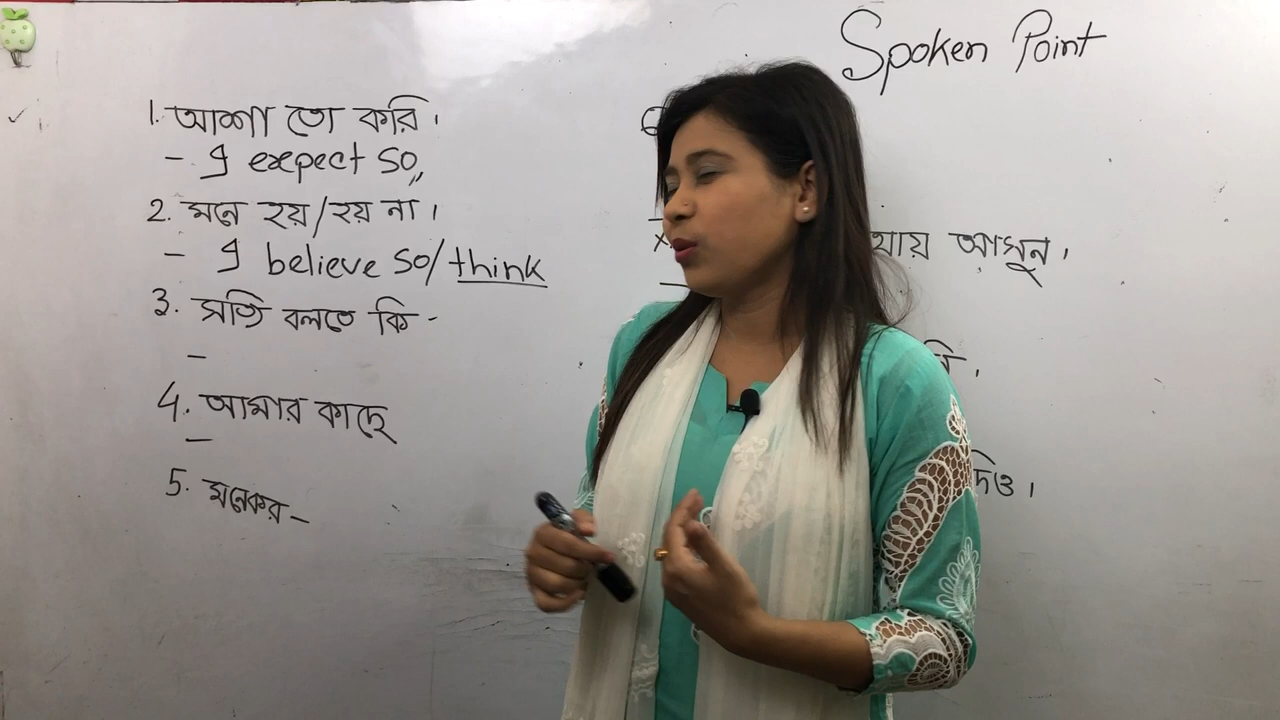 Spoken Point
1. আশা তো করি।
- I expect so,,
2. মনে হয়/হয় না।
- I believe so/think
3. সত্যি বলতে কি -
-
4. আমার কাছে
-
5. মনেকর -
আসুন।
দিও।